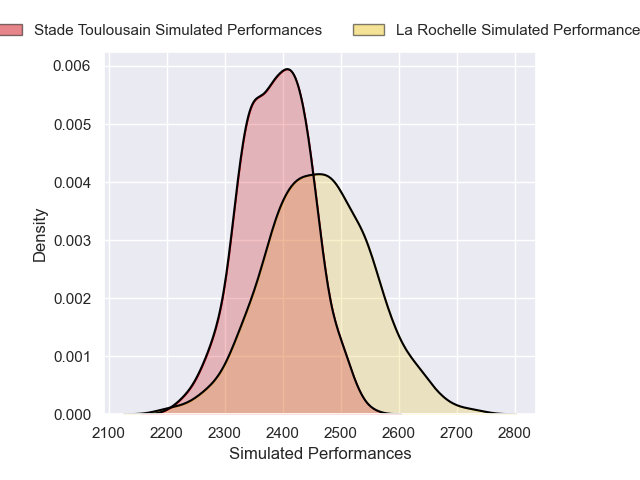 Stade Toulousain Simulated Performances
La Rochelle Simulated Performance
0.006
0.005
0.004
0.003
0.002
0.001
0.000
Density
2100 2200 2300 2400 2500 2600 2700 2800
Simulated Performances